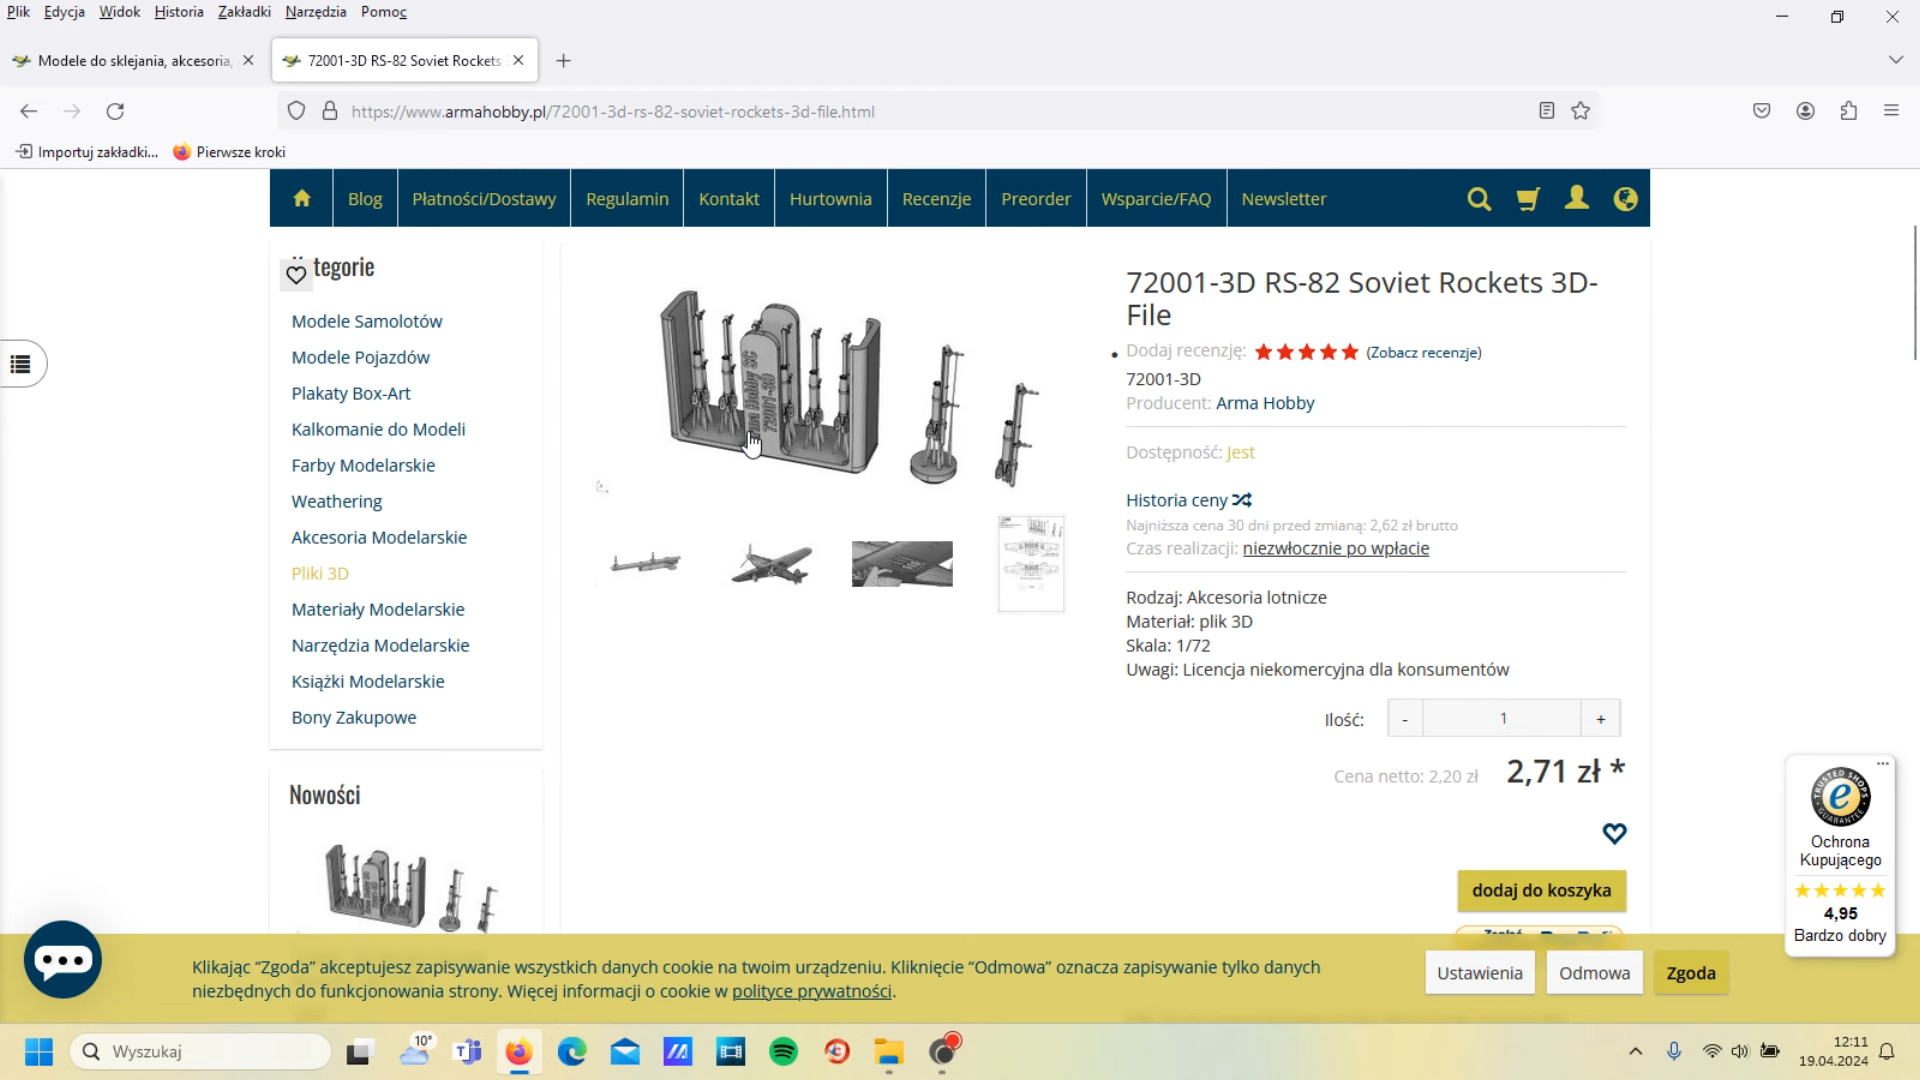 Plik Edycja Widok Historia Zakładki Narzędzia Pomoc
Modele do sklejania, akcesoria,
72001-3D RS-82 Soviet Rockets
https://www.armahobby.pl/72001-3d-rs-82-soviet-rockets-3d-file.html
Importuj zakładki... Pierwsze kroki
Blog Płatności/Dostawy Regulamin Kontakt Hurtownia Recenzje Preorder Wsparcie/FAQ Newsletter
tegorie
Modele Samolotów
Modele Pojazdów
Plakaty Box-Art
Kalkomanie do Modeli
Farby Modelarskie
Weathering
Akcesoria Modelarskie
Pliki 3D
Materiały Modelarskie
Narzędzia Modelarskie
Książki Modelarskie
Bony Zakupowe
Nowości
Hobby SC
72001-3D
72001-3D RS-82 Soviet Rockets 3D-
File
Dodaj recenzję: (Zobacz recenzje)
72001-3D
Producent: Arma Hobby
Dostępność: Jest
Historia ceny
Najniższa cena 30 dni przed zmianą: 2,62 zł brutto
Czas realizacji: niezwłocznie po wpłacie
Rodzaj: Akcesoria lotnicze
Materiał: plik 3D
Skala: 1/72
Uwagi: Licencja niekomercyjna dla konsumentów
Ilość: - 1 +
Cena netto: 2,20 zł 2,71 zł *
dodaj do koszyka
TRUSTED SHOPS
GUARANTEE
e
Ochrona
Kupującego
4,95
Bardzo dobry
Klikając “Zgoda” akceptujesz zapisywanie wszystkich danych cookie na twoim urządzeniu. Kliknięcie “Odmowa” oznacza zapisywanie tylko danych
niezbędnych do funkcjonowania strony. Więcej informacji o cookie w polityce prywatności.
Ustawienia Odmowa Zgoda
Wyszukaj
10°
12:11
19.04.2024